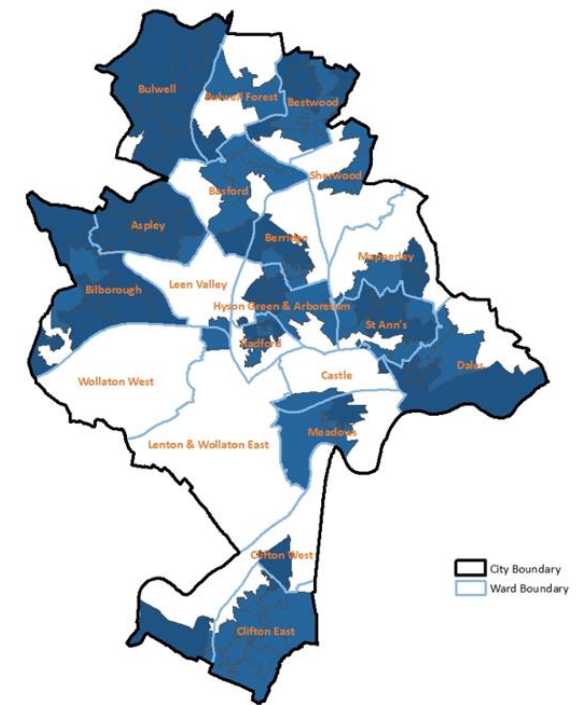 Bulwell
Bulwell Forest
Bestwood
Sherwood
Basford
Aspley
Berridge
Mapperley
Leen Valley
Bilborough
Hyson Green & Arboretum
St Ann's
Radford
Dales
Castle
Wollaton West
Meadows
Lenton & Wollaton East
Clifton West
City Boundary
Ward Boundary
Clifton East